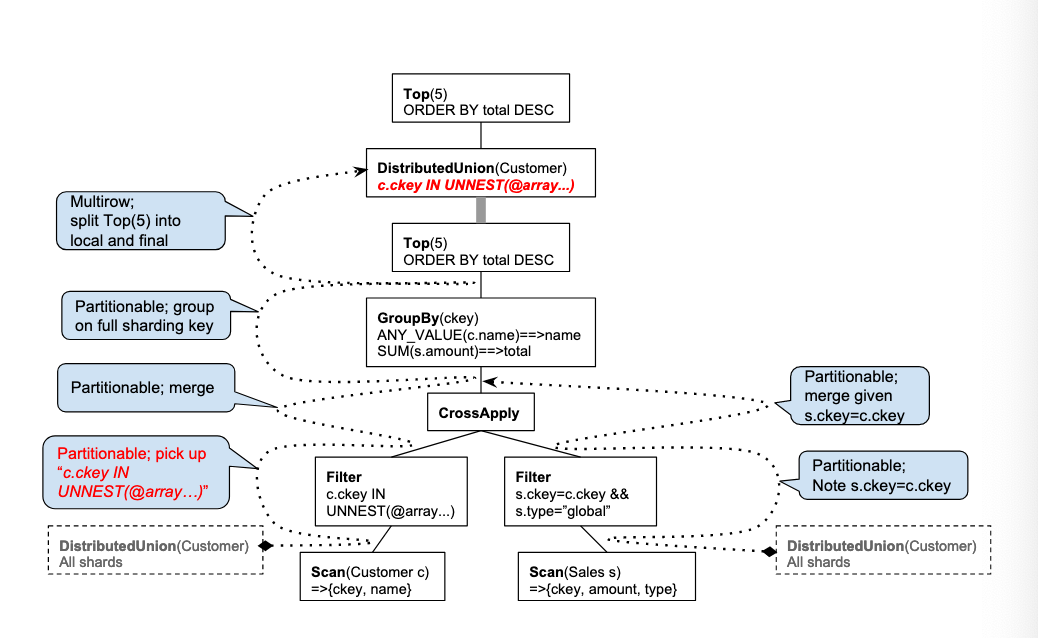 Top(5)
ORDER BY total DESC
DistributedUnion(Customer)
c.ckey IN UNNEST(@array...)
Multirow;
split Top(5) into
local and final
Top(5)
ORDER BY total DESC
Partitionable; group
on full sharding key
GroupBy(ckey)
ANY_VALUE(c.name)==>name
SUM(s.amount)==>total
Partitionable; merge
Partitionable;
merge given
s.ckey=c.ckey
CrossApply
Partitionable; pick up
“c.ckey IN
UNNEST(@array…)”
Filter
c.ckey IN
UNNEST(@array...)
Filter
s.ckey=c.ckey &&
s.type=”global”
Partitionable;
Note s.ckey=c.ckey
DistributedUnion(Customer)
All shards
Scan(Customer c)
=>{ckey, name}
Scan(Sales s)
=>{ckey, amount, type}
DistributedUnion(Customer)
All shards